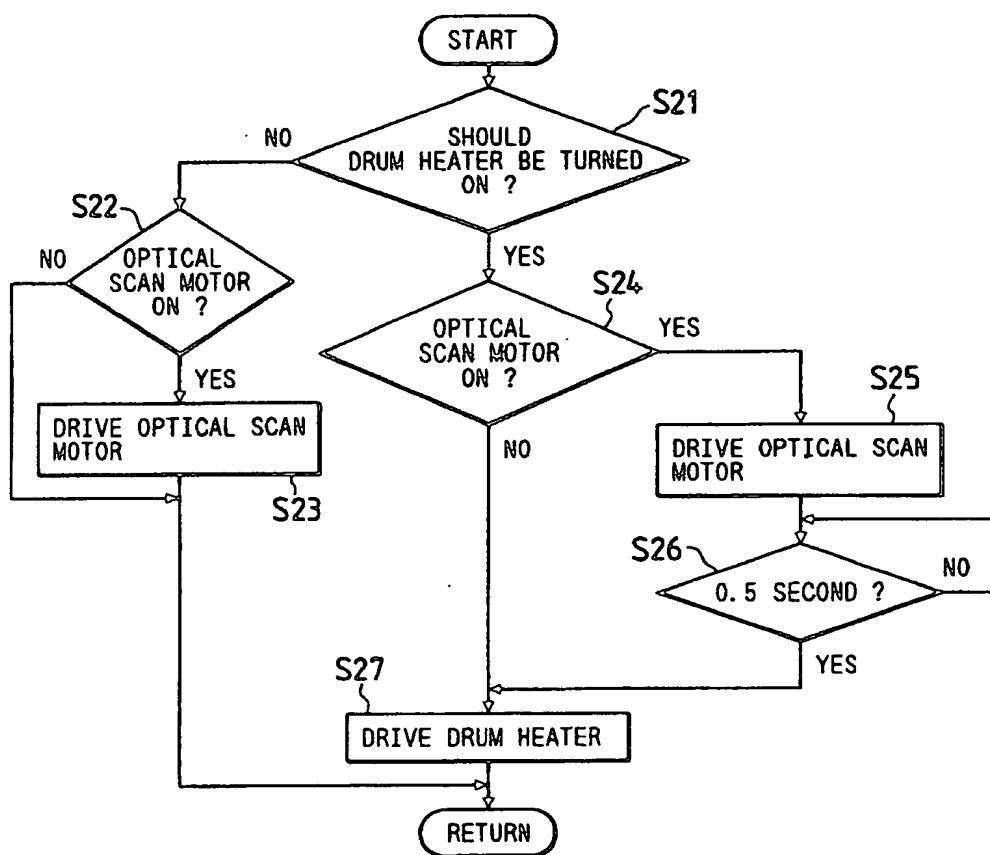 START
S21
NO
SHOULD
DRUM HEATER BE TURNED
ON ?
S22
YES
NO
OPTICAL
SCAN MOTOR
ON ?
S24
OPTICAL
SCAN MOTOR
ON ?
YES
YES
S25
DRIVE OPTICAL SCAN
MOTOR
NO
DRIVE OPTICAL SCAN
MOTOR
S23
S26
0.5 SECOND ?
NO
YES
S27
DRIVE DRUM HEATER
RETURN